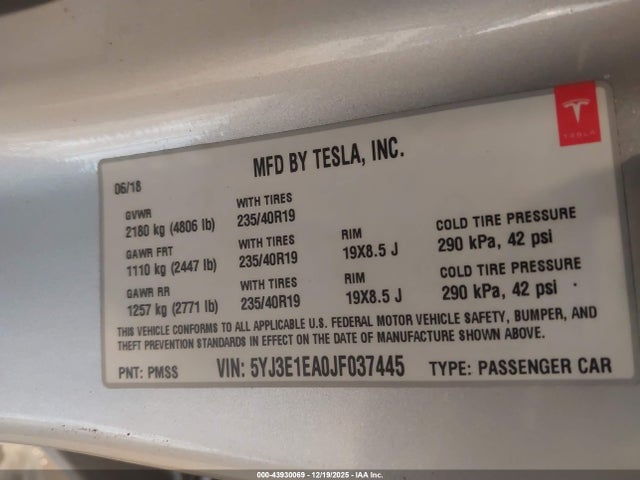 TESLA
MFD BY TESLA, INC.
06/18
GVWR
2180 kg (4806 lb)
WITH TIRES
235/40R19
GAWR FRT
1110 kg (2447 lb)
WITH TIRES
235/40R19
RIM
19X8.5 J
COLD TIRE PRESSURE
290 kPa, 42 psi
GAWR RR
1257 kg (2771 lb)
WITH TIRES
235/40R19
RIM
19X8.5 J
COLD TIRE PRESSURE
290 kPa, 42 psi
THIS VEHICLE CONFORMS TO ALL APPLICABLE U.S. FEDERAL MOTOR VEHICLE SAFETY, BUMPER, AND
THEFT PREVENTION STANDARDS IN EFFECT ON THE DATE OF MANUFACTURE SHOWN ABOVE.
PNT: PMSS VIN: 5YJ3E1EA0JF037445 TYPE: PASSENGER CAR
000-43930069 - 12/19/2025 - IAA Inc.